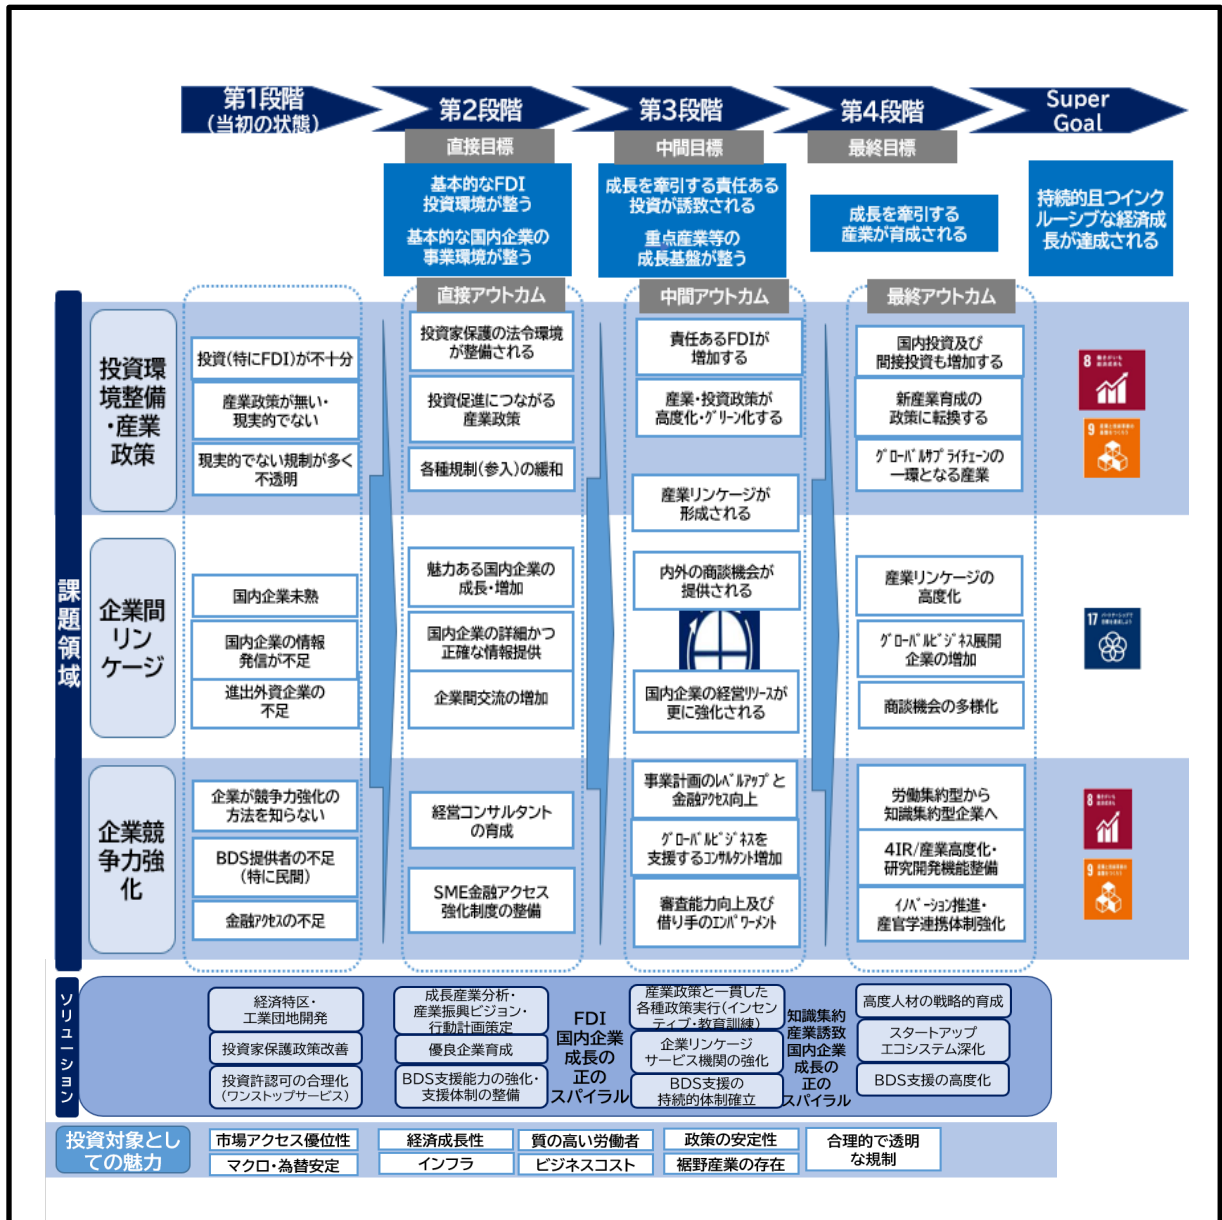 第1段階
(当初の状態)
第2段階
第3段階
第4段階
Super
Goal
直接目標
中間目標
最終目標
基本的なFDI
投資環境が整う
基本的な国内企業の
事業環境が整う
成長を牽引する責任ある
投資が誘致される
重点産業等の
成長基盤が整う
成長を牽引する
産業が育成される
持続的且つインク
ルーシブな経済成
長が達成される
直接アウトカム
中間アウトカム
最終アウトカム
課題領域
投資環
境整備
・産業
政策
投資(特にFDI)が不十分
産業政策が無い・
現実的でない
現実的でない規制が多く
不透明
投資家保護の法令環境
が整備される
投資促進につながる
産業政策
各種規制(参入)の緩和
責任あるFDIが
増加する
産業・投資政策が
高度化・グリーン化する
産業リンケージが
形成される
国内投資及び
間接投資も増加する
新産業育成の
政策に転換する
グローバルサプライチェーンの
一環となる産業
8
9
企業間
リン
ケージ
国内企業未熟
国内企業の情報
発信が不足
進出外資企業の
不足
魅力ある国内企業の
成長・増加
国内企業の詳細かつ
正確な情報提供
企業間交流の増加
内外の商談機会が
提供される
国内企業の経営リソースが
更に強化される
産業リンケージの
高度化
グローバルビジネス展開
企業の増加
商談機会の多様化
17
企業競
争力強
化
企業が競争力強化の
方法を知らない
BDS提供者の不足
(特に民間)
金融アクセスの不足
経営コンサルタント
の育成
SME金融アクセス
強化制度の整備
事業計画のレベルアップと
金融アクセス向上
グローバルビジネスを
支援するコンサルタント増加
審査能力向上及び
借り手のエンパワーメント
労働集約型から
知識集約型企業へ
4IR/産業高度化・
研究開発機能整備
イノベーション推進・
産官学連携体制強化
8
9
ソリューション
経済特区・
工業団地開発
投資家保護政策改善
投資許認可の合理化
(ワンストップサービス)
成長産業分析・
産業振興ビジョン・
行動計画策定
優良企業育成
BDS支援能力の強化・
支援体制の整備
FDI
国内企業
成長の
正の
スパイラル
産業政策と一貫した
各種政策実行(インセン
ティブ・教育訓練)
企業リンケージ
サービス機関の強化
BDS支援の
持続的体制確立
知識集約
産業誘致
国内企業
成長の
正の
スパイラル
高度人材の戦略的育成
スタートアップ
エコシステム深化
BDS支援の高度化
投資対象とし
ての魅力
市場アクセス優位性
マクロ・為替安定
経済成長性
インフラ
質の高い労働者
ビジネスコスト
政策の安定性
裾野産業の存在
合理的で透明
な規制